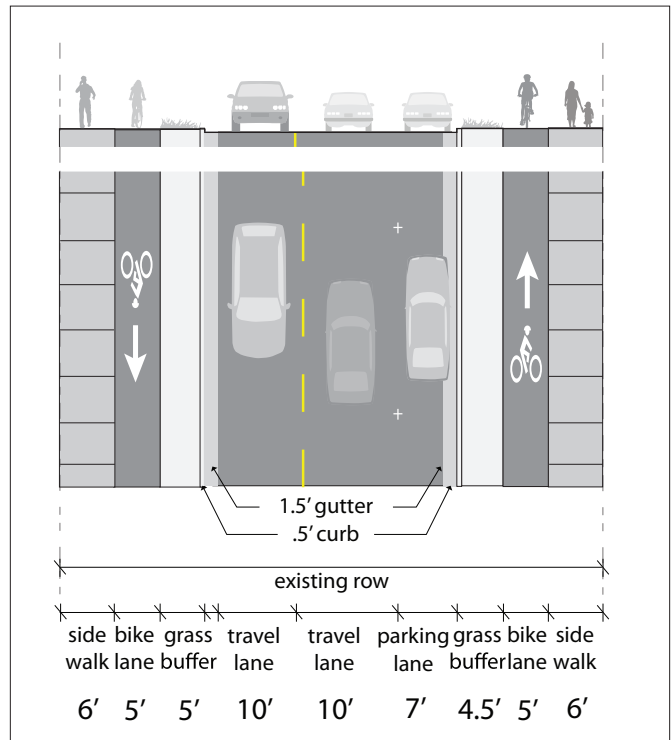 1.5’ gutter
.5’ curb
existing row
side bike grass travel travel parking grass bike side
walk lane buffer lane lane lane buffer lane walk
6’ 5’ 5’ 10’ 10’ 7’ 4.5’ 5’ 6’